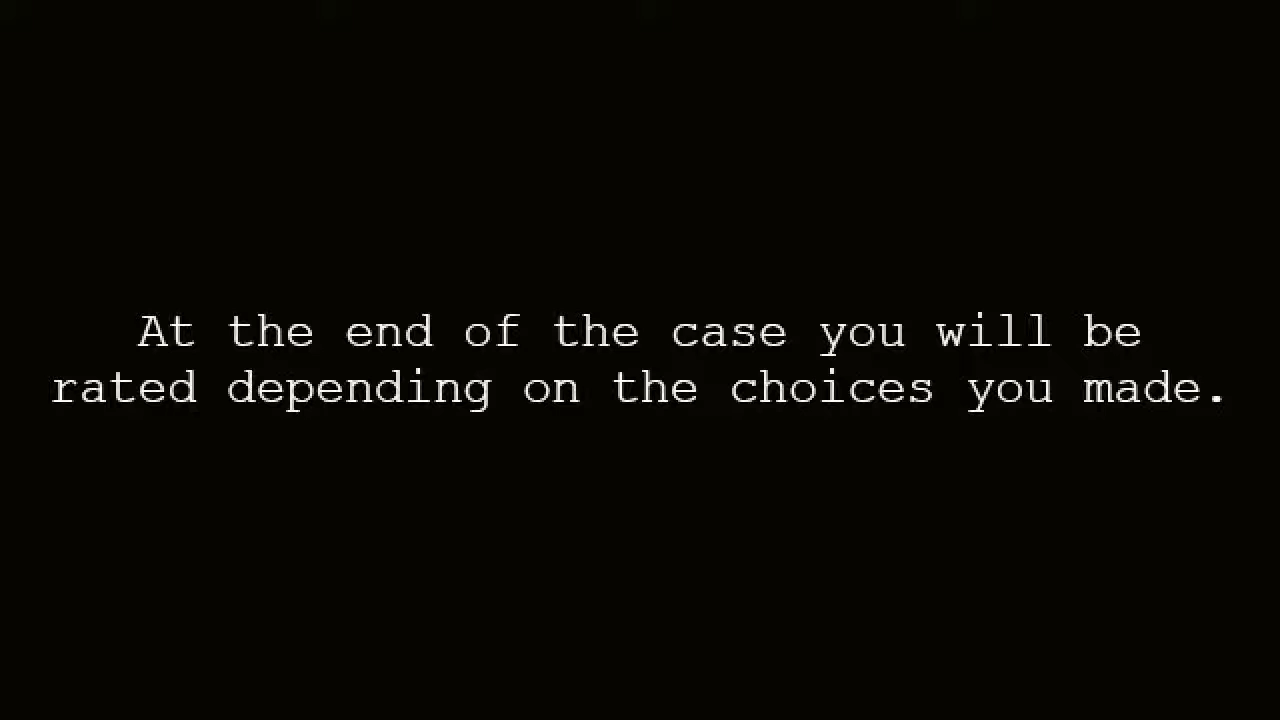 At the end of the case you will be
rated depending on the choices you made.